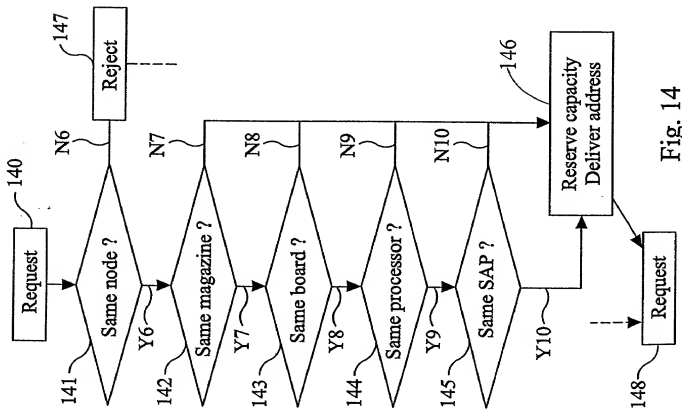 140
Request
141
Same node ?
N6
Reject
147
Y6
142
Same magazine ?
N7
Y7
143
Same board ?
N8
Y8
144
Same processor ?
N9
Y9
145
Same SAP ?
N10
Y10
146
Reserve capacity
Deliver address
Request
148
Fig. 14